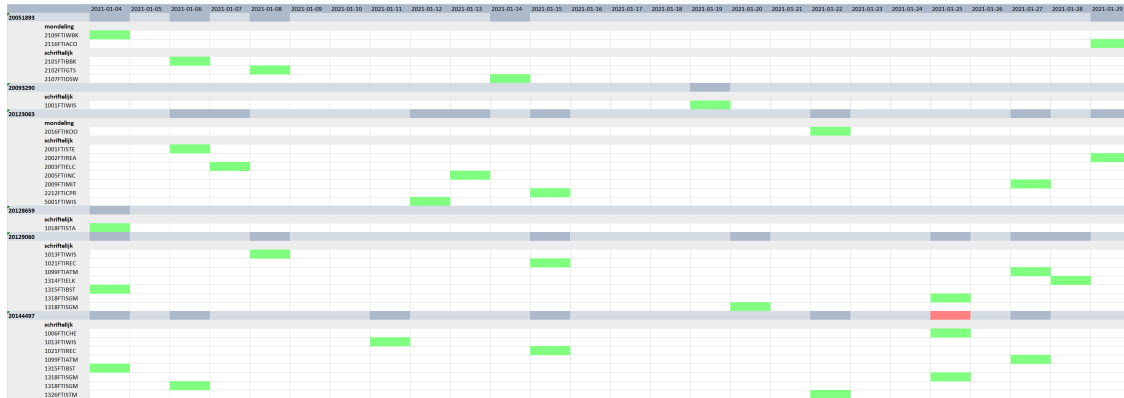 2021-01-04 2021-01-05 2021-01-06 2021-01-07 2021-01-08 2021-01-09 2021-01-10 2021-01-11 2021-01-12 2021-01-13 2021-01-14 2021-01-15 2021-01-16 2021-01-17 2021-01-18 2021-01-19 2021-01-20 2021-01-21 2021-01-22 2021-01-23 2021-01-24 2021-01-25 2021-01-26 2021-01-27 2021-01-28 2021-01-29
20051893
mondeling
2109FTIWBK
2116FTIACO
schriftelijk
2101FTIBBK
2102FTIGTS
2107FTIDSW
20093290
schriftelijk
1001FTIWIS
20123063
mondeling
2016FTIKOO
schriftelijk
2001FTISTE
2002FTIREA
2003FTIELC
2005FTIINC
2009FTIMIT
2212FTICPR
5001FTIWIS
20128659
schriftelijk
1018FTISTA
20129060
schriftelijk
1013FTIWIS
1021FTIREC
1099FTIATM
1314FTIELK
1315FTIBST
1318FTISGM
1318FTISGM
20144497
schriftelijk
1006FTICHE
1013FTIWIS
1021FTIREC
1099FTIATM
1315FTIBST
1318FTISGM
1318FTISGM
1326FTISTM